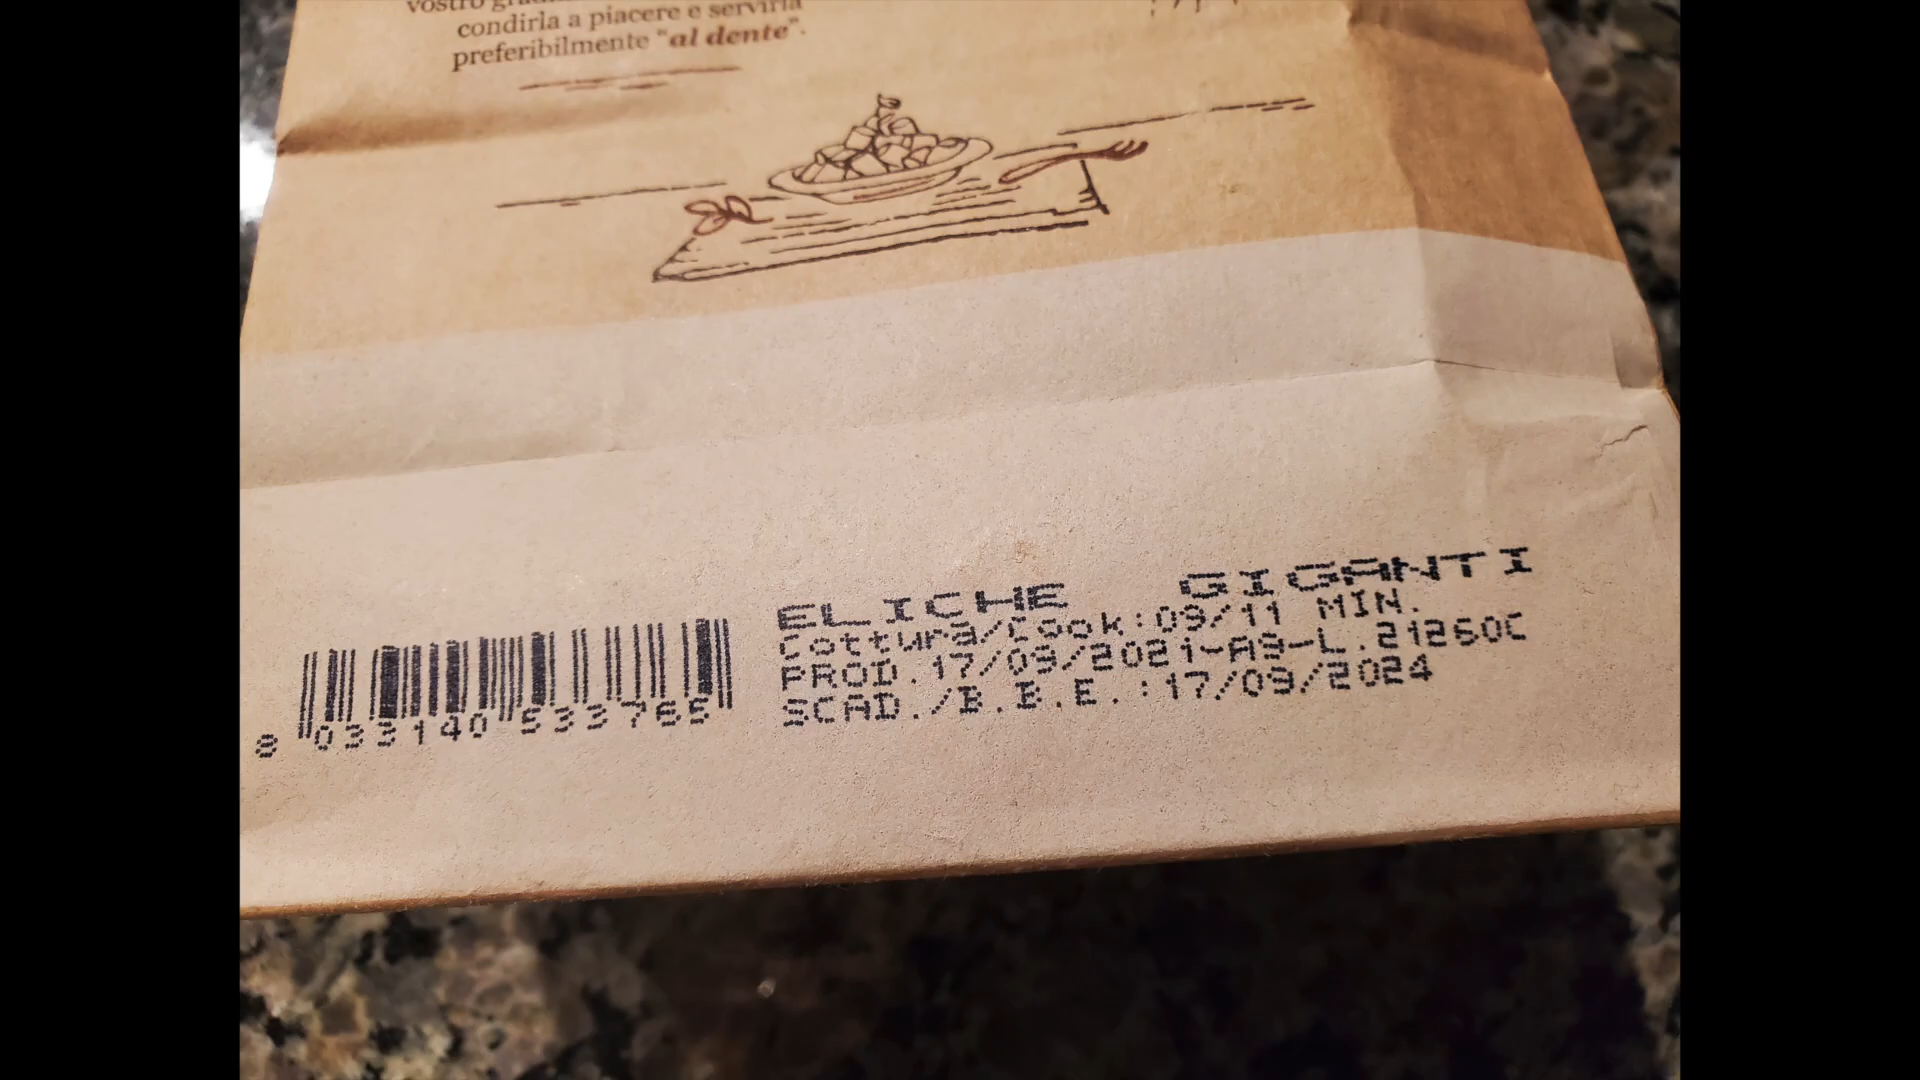 condirla a piacere e servirla
preferibilmente "al dente".
ELICHE GIGANTI
Cottura/Cook:09/11 MIN.
PROD.17/09/2021-A9-L.21260C
SCAD./B.B.E.:17/09/2024
8 033140 533765